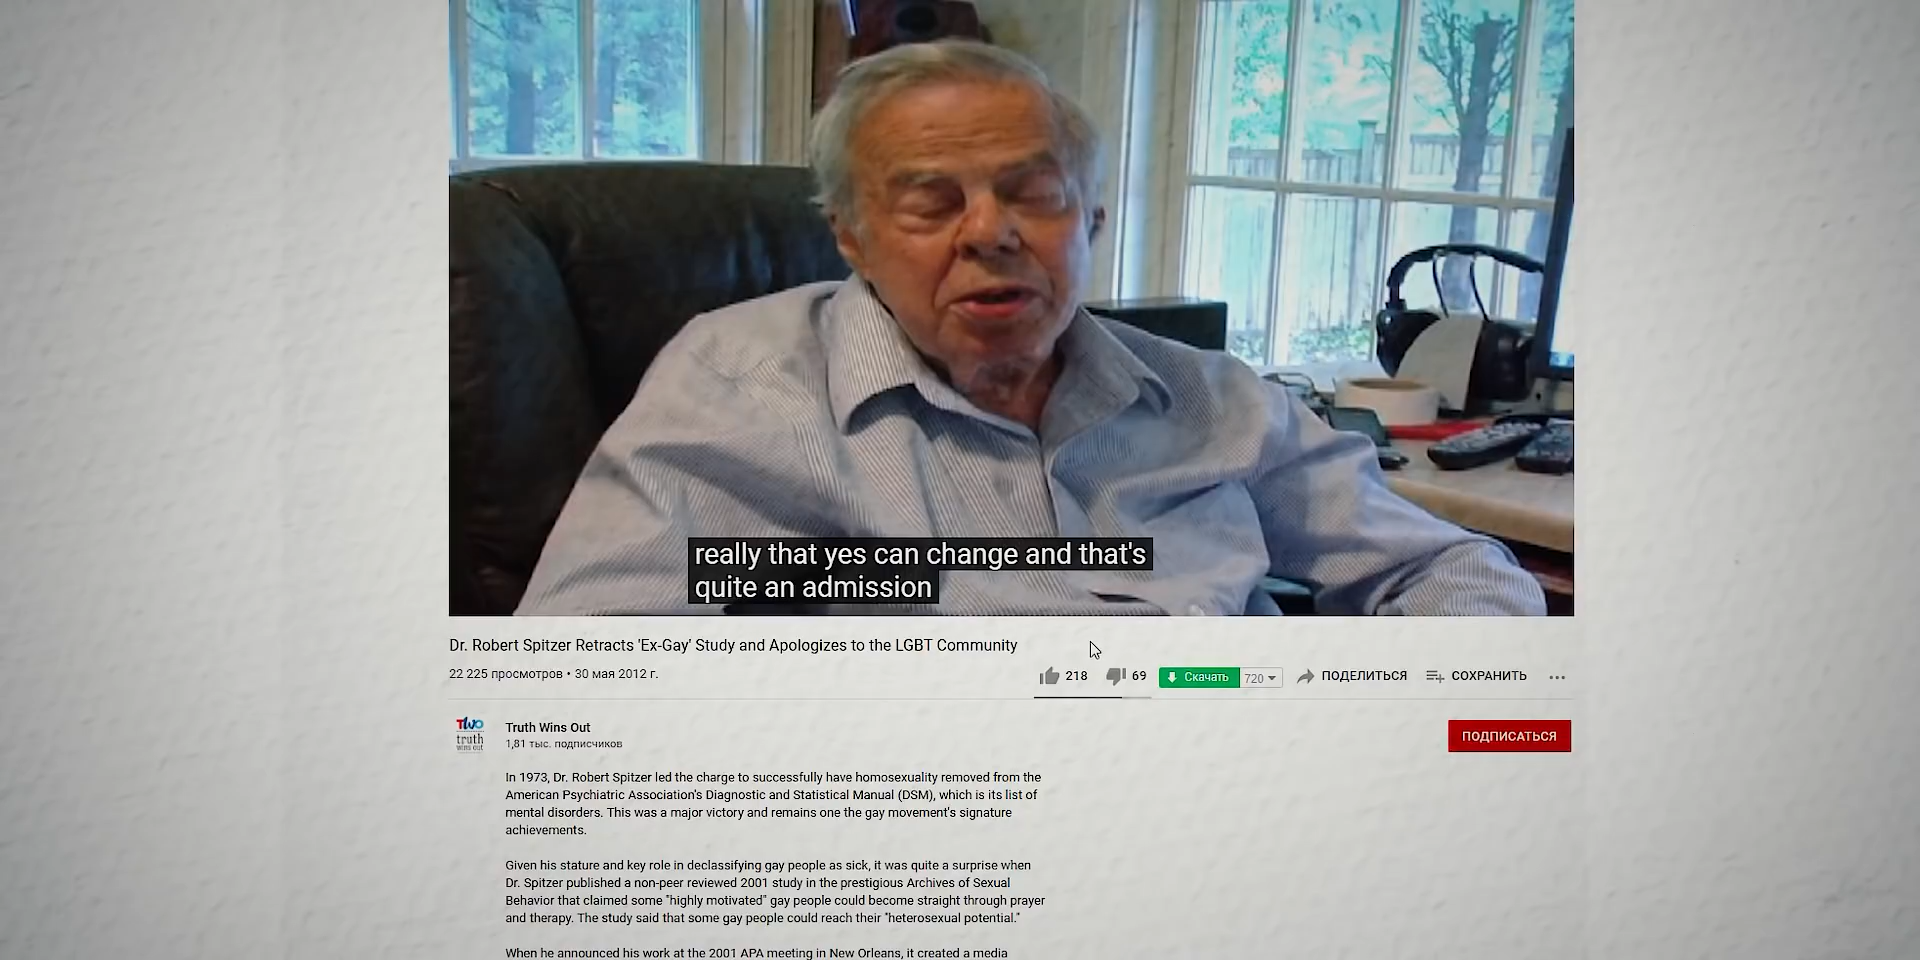 really that yes can change and that's
quite an admission
Dr. Robert Spitzer Retracts 'Ex-Gay' Study and Apologizes to the LGBT Community
22 225 просмотров • 30 мая 2012 г.
218
69
Скачать
720
ПОДЕЛИТЬСЯ
СОХРАНИТЬ
TWO
truth
wins out
Truth Wins Out
1,81 тыс. подписчиков
ПОДПИСАТЬСЯ
In 1973, Dr. Robert Spitzer led the charge to successfully have homosexuality removed from the
American Psychiatric Association's Diagnostic and Statistical Manual (DSM), which is its list of
mental disorders. This was a major victory and remains one the gay movement's signature
achievements.
Given his stature and key role in declassifying gay people as sick, it was quite a surprise when
Dr. Spitzer published a non-peer reviewed 2001 study in the prestigious Archives of Sexual
Behavior that claimed some "highly motivated" gay people could become straight through prayer
and therapy. The study said that some gay people could reach their "heterosexual potential."
When he announced his work at the 2001 APA meeting in New Orleans, it created a media